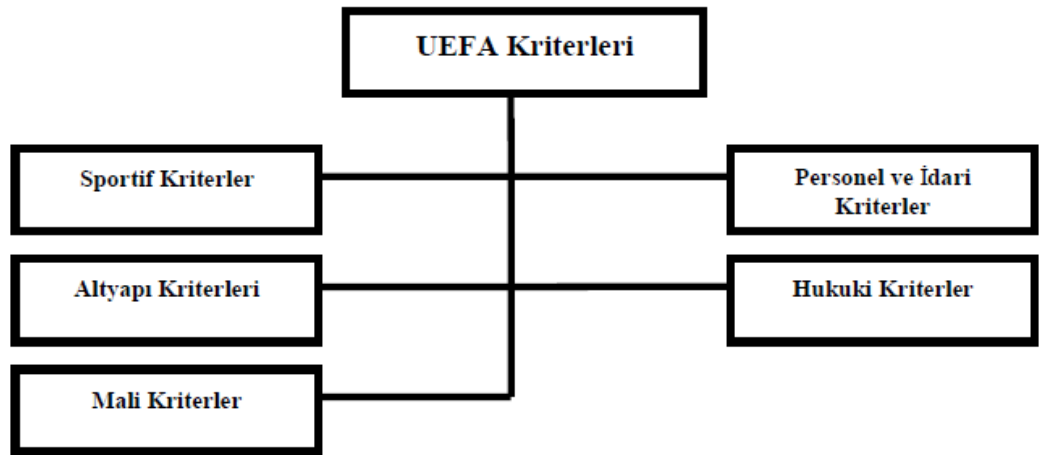 UEFA Kriterleri
Sportif Kriterler
Personel ve İdari
Kriterler
Altyapı Kriterleri
Hukuki Kriterler
Mali Kriterler